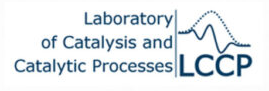 Laboratory
of Catalysis and
Catalytic Processes LCCP